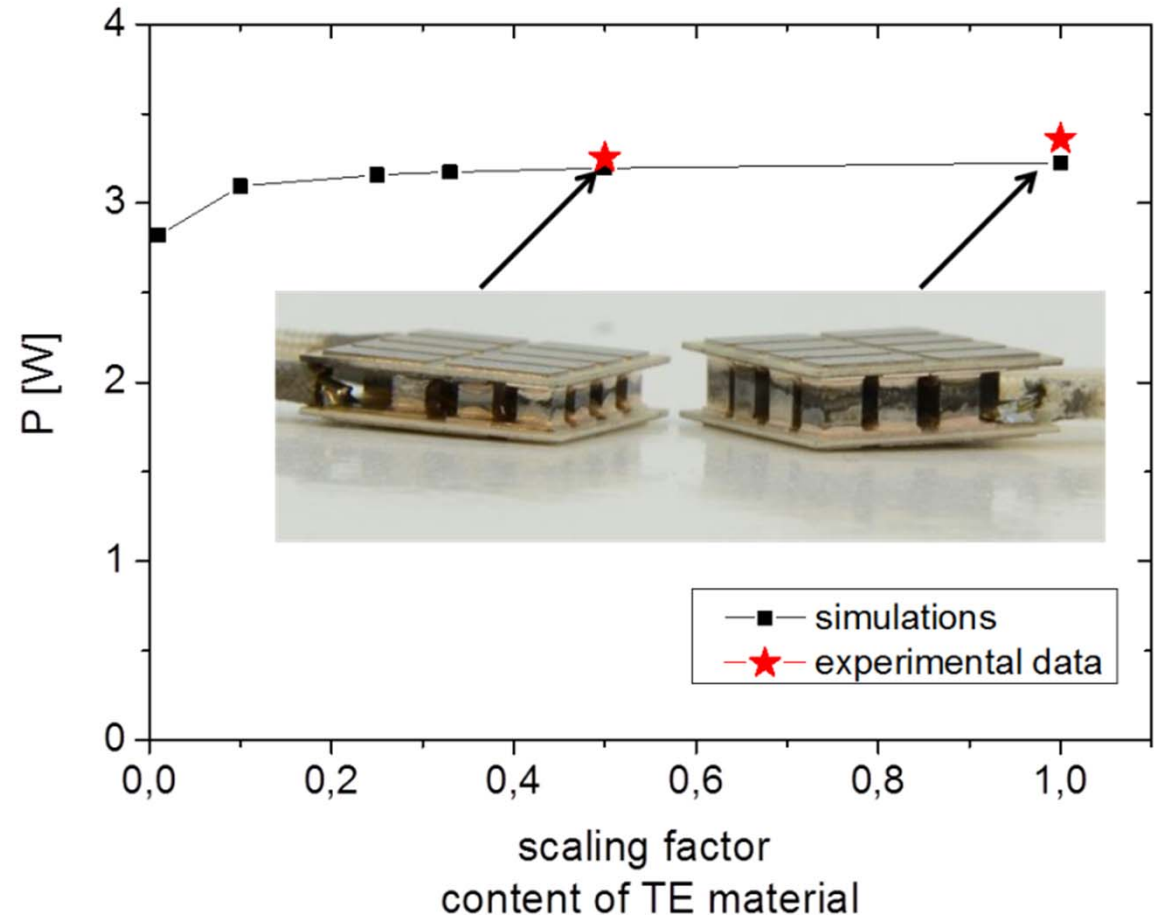 4
3
2
1
0
P [W]
simulations
experimental data
0,0 0,2 0,4 0,6 0,8 1,0
scaling factor
content of TE material